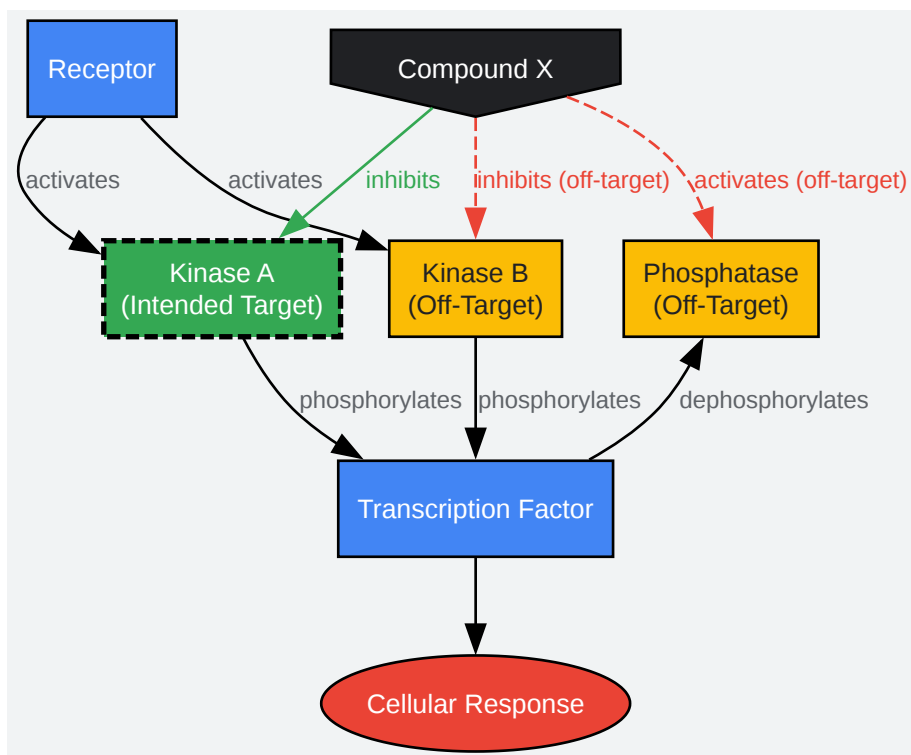 Receptor
Compound X
activates
activates
inhibits
inhibits (off-target)
activates (off-target)
Kinase A
(Intended Target)
Kinase B
(Off-Target)
Phosphatase
(Off-Target)
phosphorylates
phosphorylates
dephosphorylates
Transcription Factor
Cellular Response